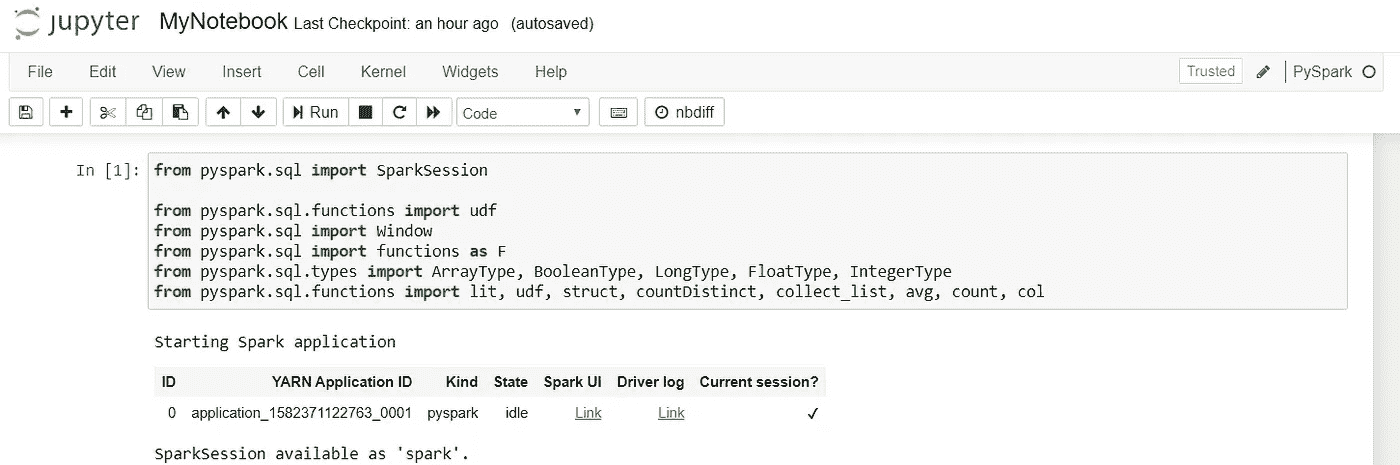 jupyter MyNotebook Last Checkpoint: an hour ago (autosaved)
File Edit View Insert Cell Kernel Widgets Help Trusted PySpark
Run Code nbdiff
In [1]: from pyspark.sql import SparkSession
from pyspark.sql.functions import udf
from pyspark.sql import Window
from pyspark.sql import functions as F
from pyspark.sql.types import ArrayType, BooleanType, LongType, FloatType, IntegerType
from pyspark.sql.functions import lit, udf, struct, countDistinct, collect_list, avg, count, col
Starting Spark application
ID YARN Application ID Kind State Spark UI Driver log Current session?
0 application_1582371122763_0001 pyspark idle Link Link ✓
SparkSession available as 'spark'.